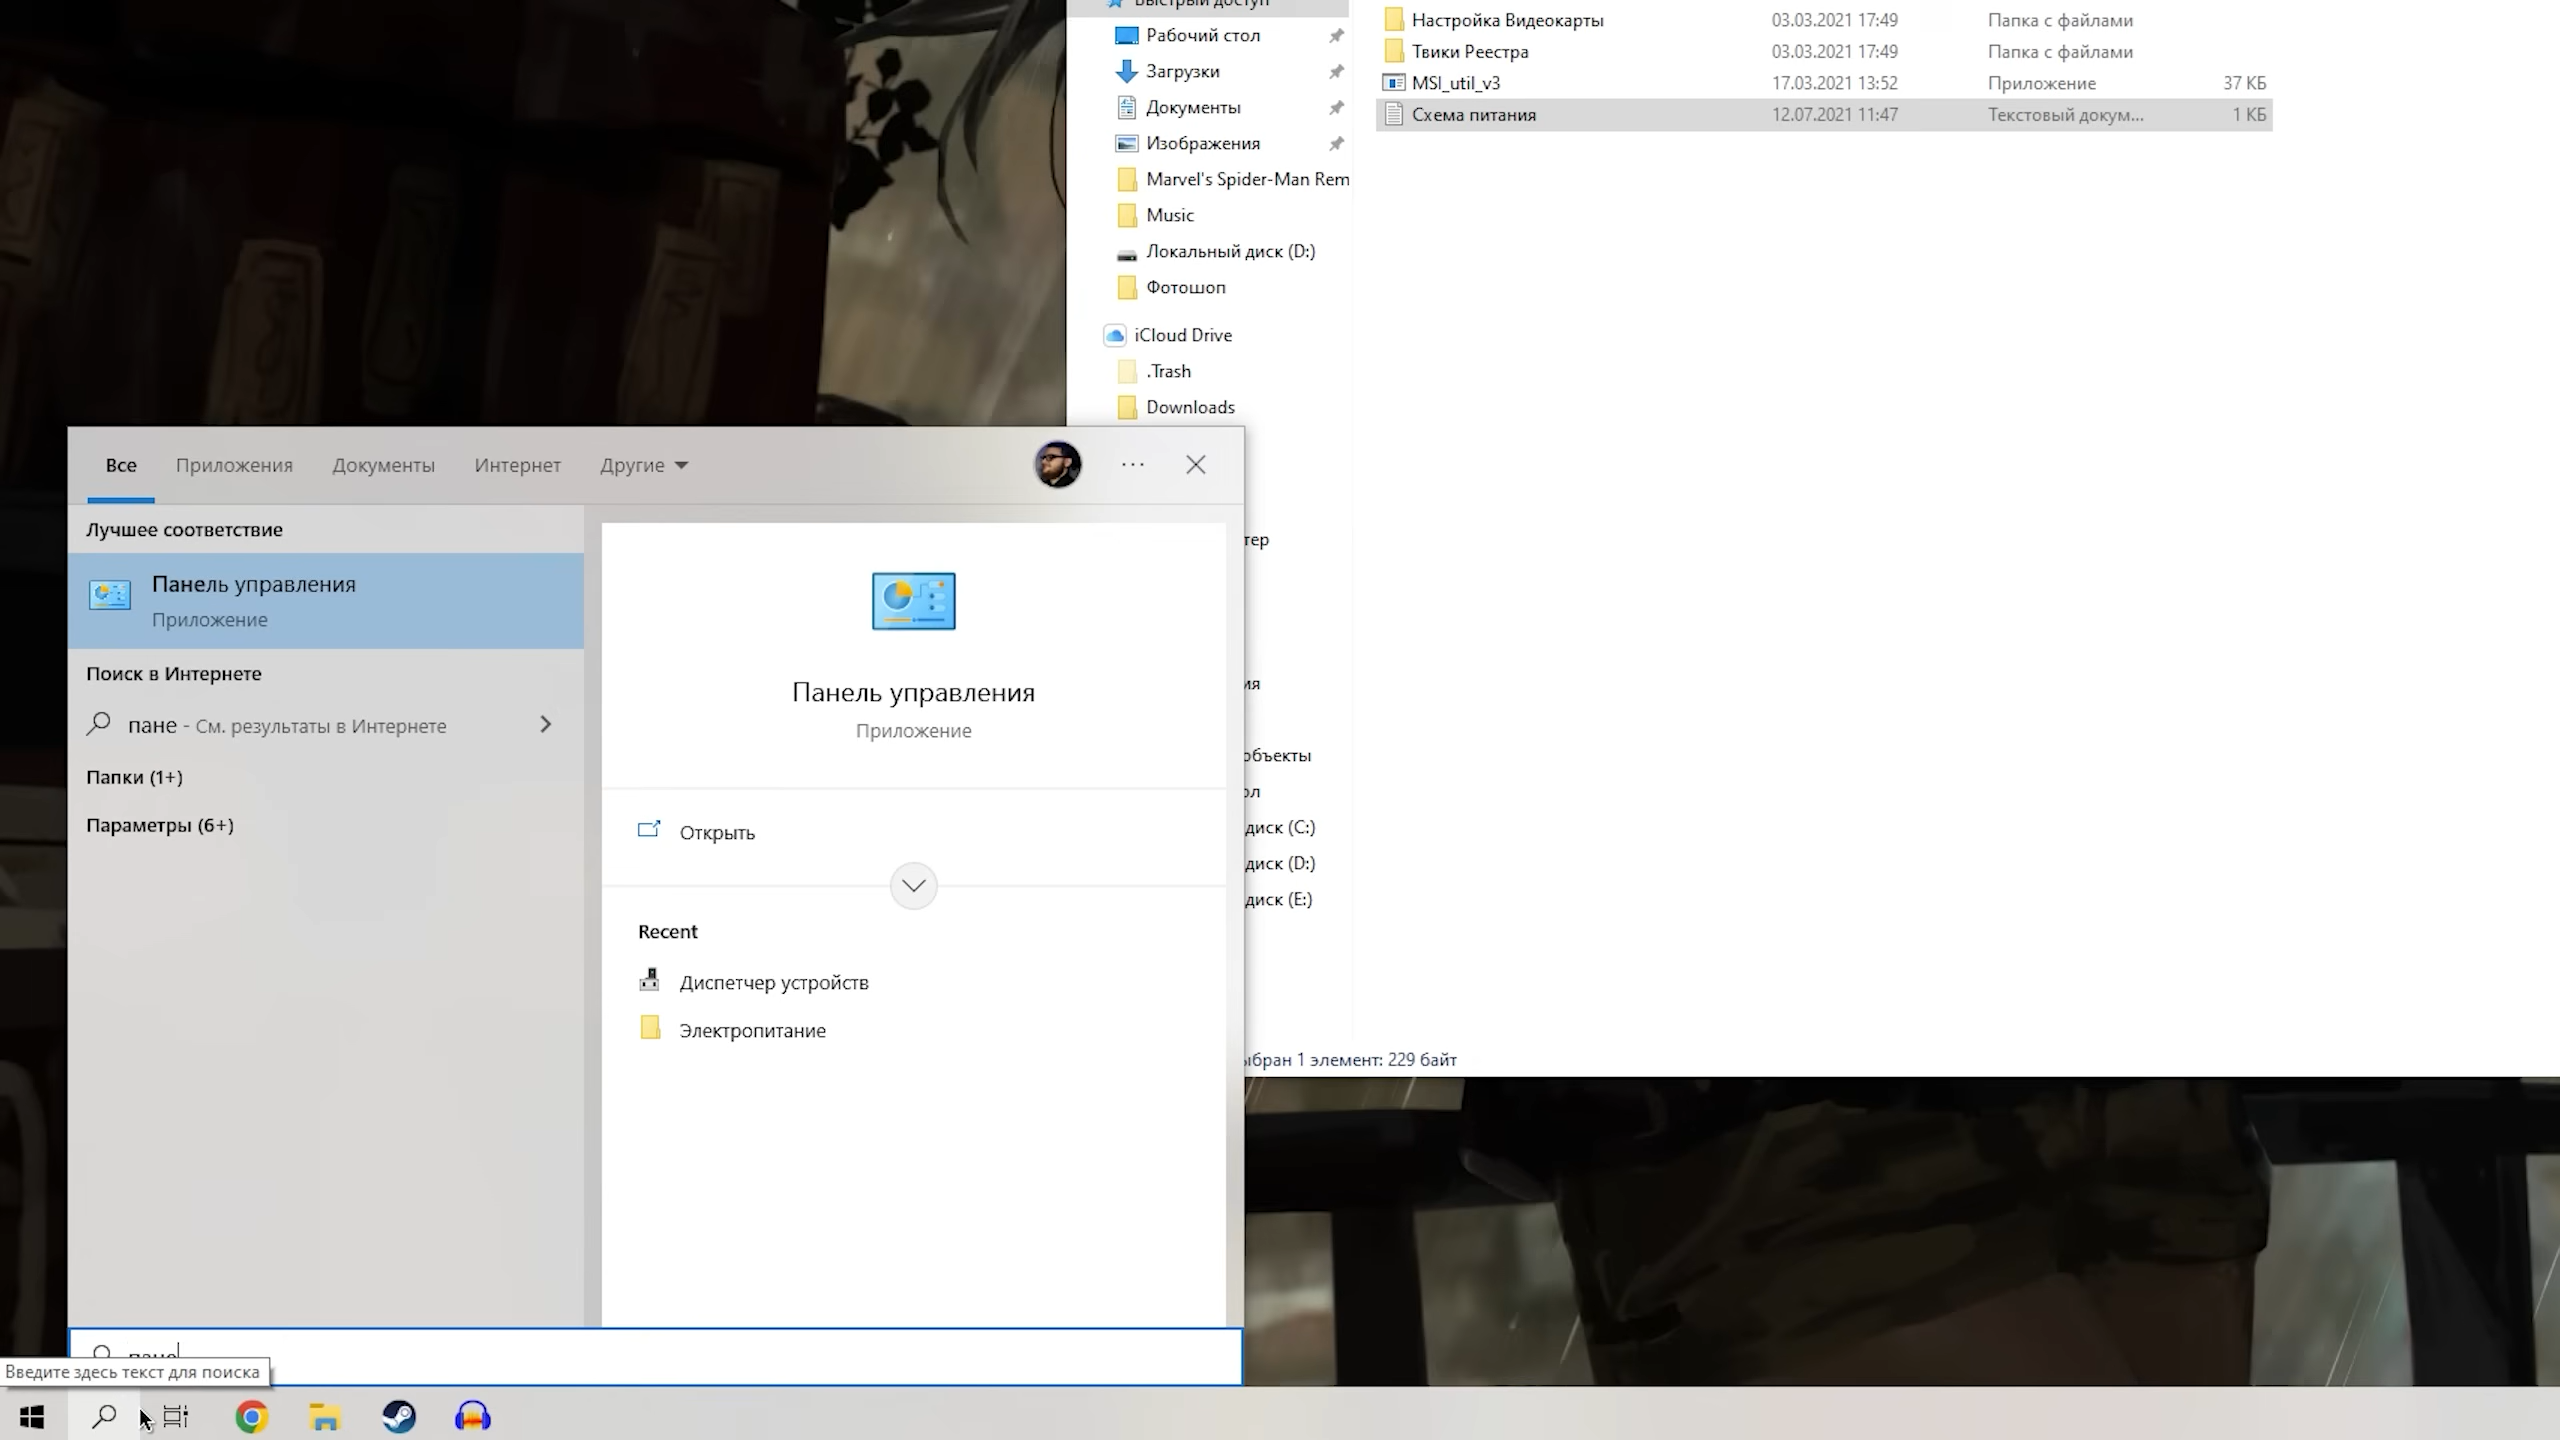 Быстрый доступ
Рабочий стол
Загрузки
Документы
Изображения
Marvel's Spider-Man Rem
Music
Локальный диск (D:)
Фотошоп
iCloud Drive
.Trash
Downloads
тер
ия
объекты
ол
диск (C:)
диск (D:)
диск (E:)
Настройка Видеокарты 03.03.2021 17:49 Папка с файлами
Твики Реестра 03.03.2021 17:49 Папка с файлами
MSI_util_v3 17.03.2021 13:52 Приложение 37 КБ
Схема питания 12.07.2021 11:47 Текстовый докум... 1 КБ
ыбран 1 элемент: 229 байт
Все Приложения Документы Интернет Другие
Лучшее соответствие
Панель управления
Приложение
Поиск в Интернете
пане - См. результаты в Интернете
Папки (1+)
Параметры (6+)
Панель управления
Приложение
Открыть
Recent
Диспетчер устройств
Электропитание
пане
Введите здесь текст для поиска